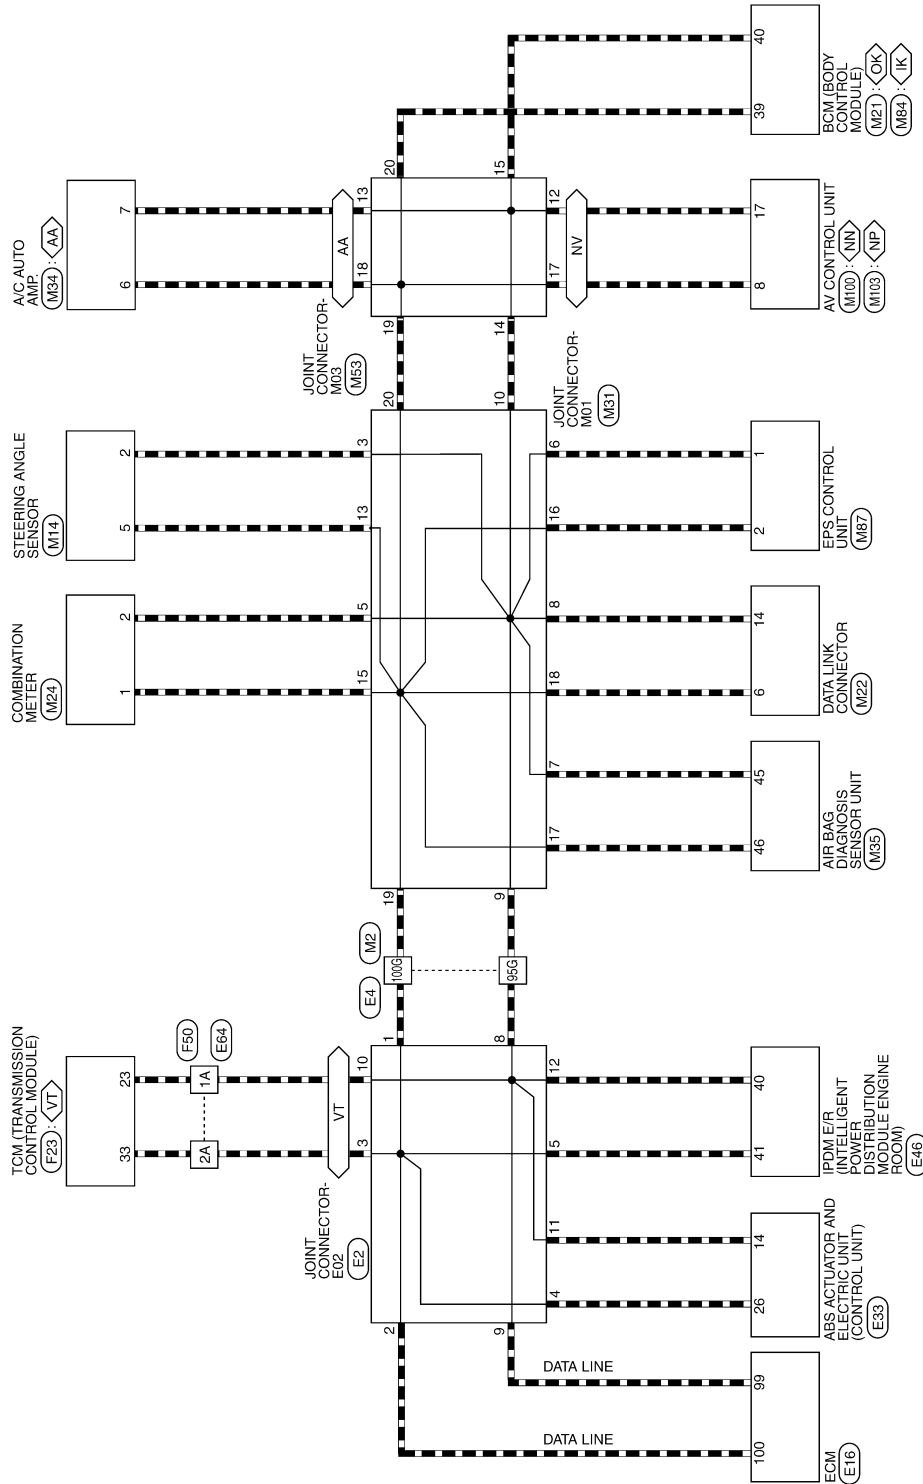 A/C AUTO
AMP.
M34 : AA
6
7
STEERING ANGLE
SENSOR
M14
5
2
COMBINATION
METER
M24
1
2
TCM (TRANSMISSION
CONTROL MODULE)
F23 : VT
33
23
2A
1A
F50
E64
VT
3
10
JOINT
CONNECTOR-
E02
E2
1
8
2
9
4
11
5
12
E4
M2
100G
95G
19
9
15
5
13
3
20
10
17
7
18
8
16
6
JOINT
CONNECTOR-
M01
M31
JOINT
CONNECTOR-
M03
M53
AA
18
13
19
14
20
15
17
12
NV
DATA LINE
DATA LINE
100
99
ECM
E16
26
14
ABS ACTUATOR AND
ELECTRIC UNIT
(CONTROL UNIT)
E33
41
40
IPDM E/R
(INTELLIGENT
POWER
DISTRIBUTION
MODULE ENGINE
ROOM)
E46
46
45
AIR BAG
DIAGNOSIS
SENSOR UNIT
M35
6
14
DATA LINK
CONNECTOR
M22
2
1
EPS CONTROL
UNIT
M87
8
17
AV CONTROL UNIT
M100 : NN
M103 : NP
39
40
BCM (BODY
CONTROL
MODULE)
M21 : OK
M84 : IK